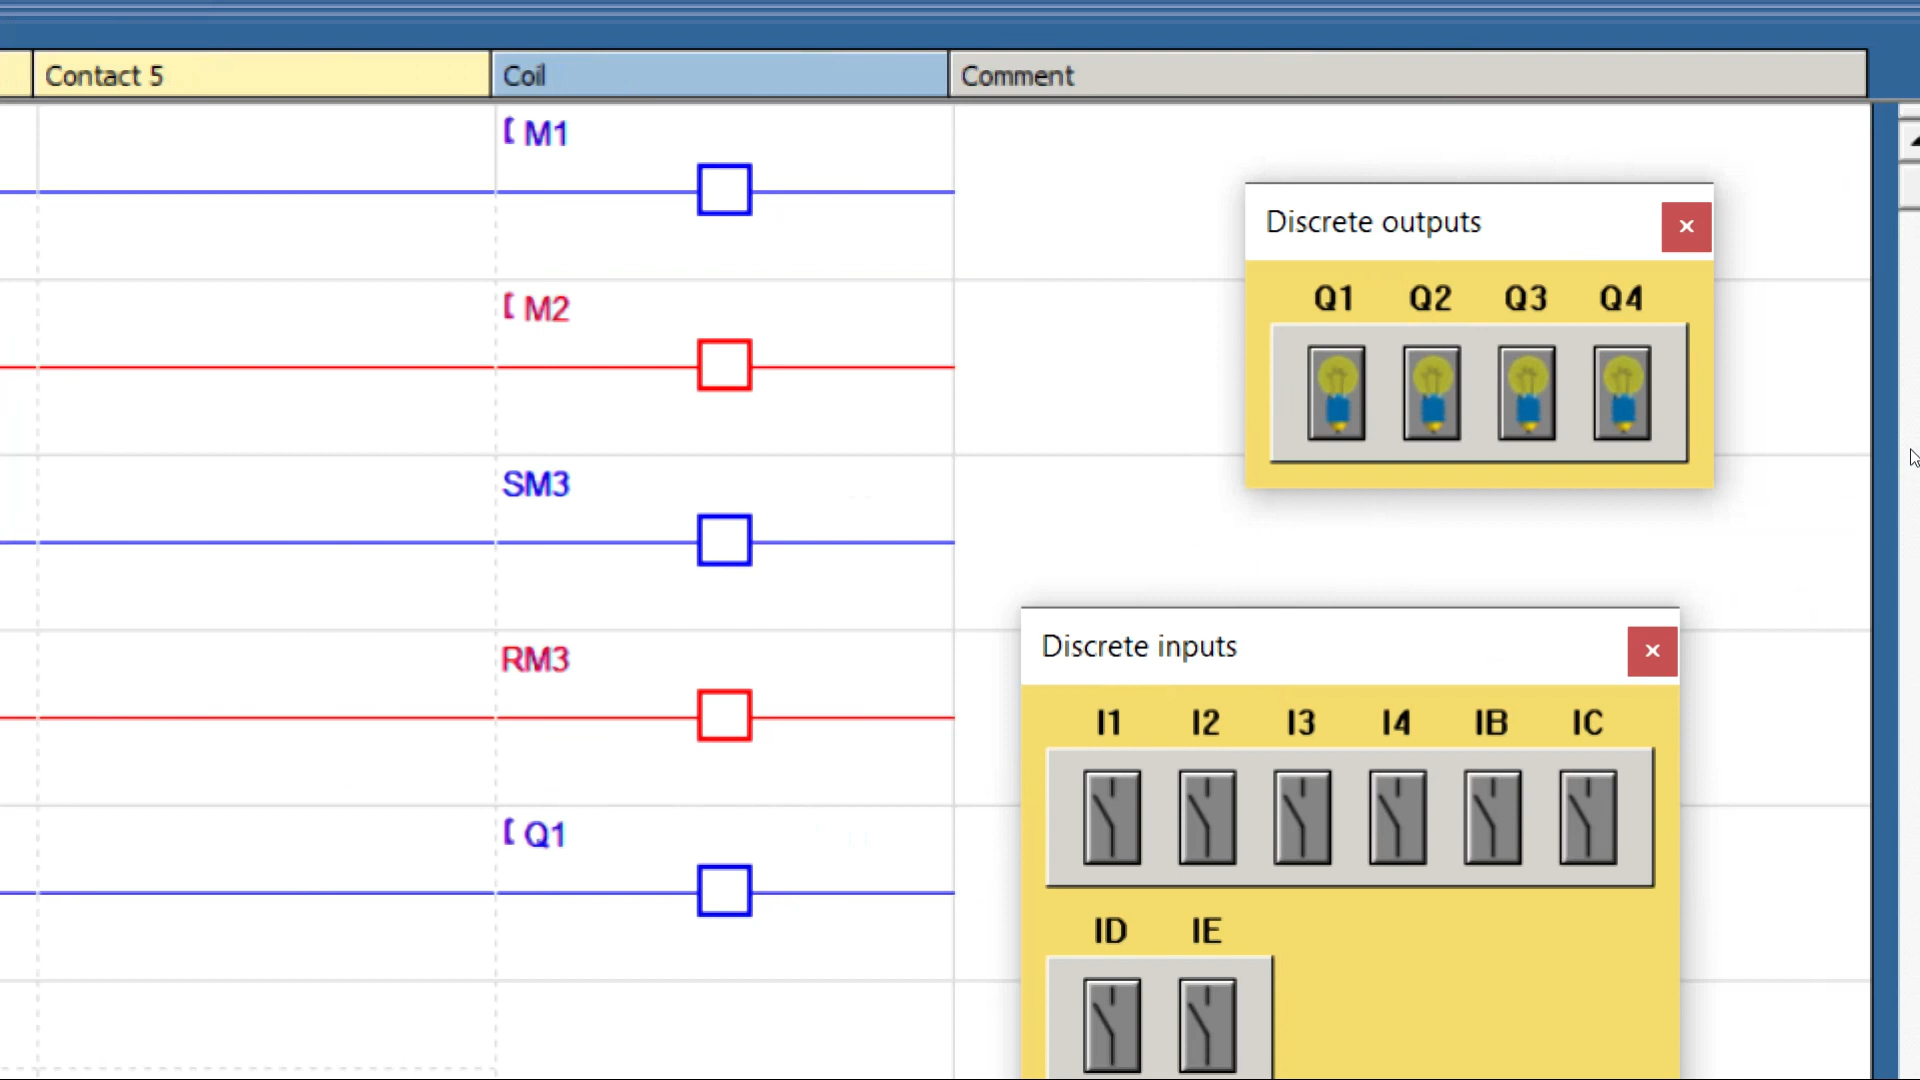 Contact 5 Coil Comment
[ M1
[ M2
SM3
RM3
[ Q1
Discrete outputs
Q1 Q2 Q3 Q4
Discrete inputs
I1 I2 I3 I4 IB IC
ID IE